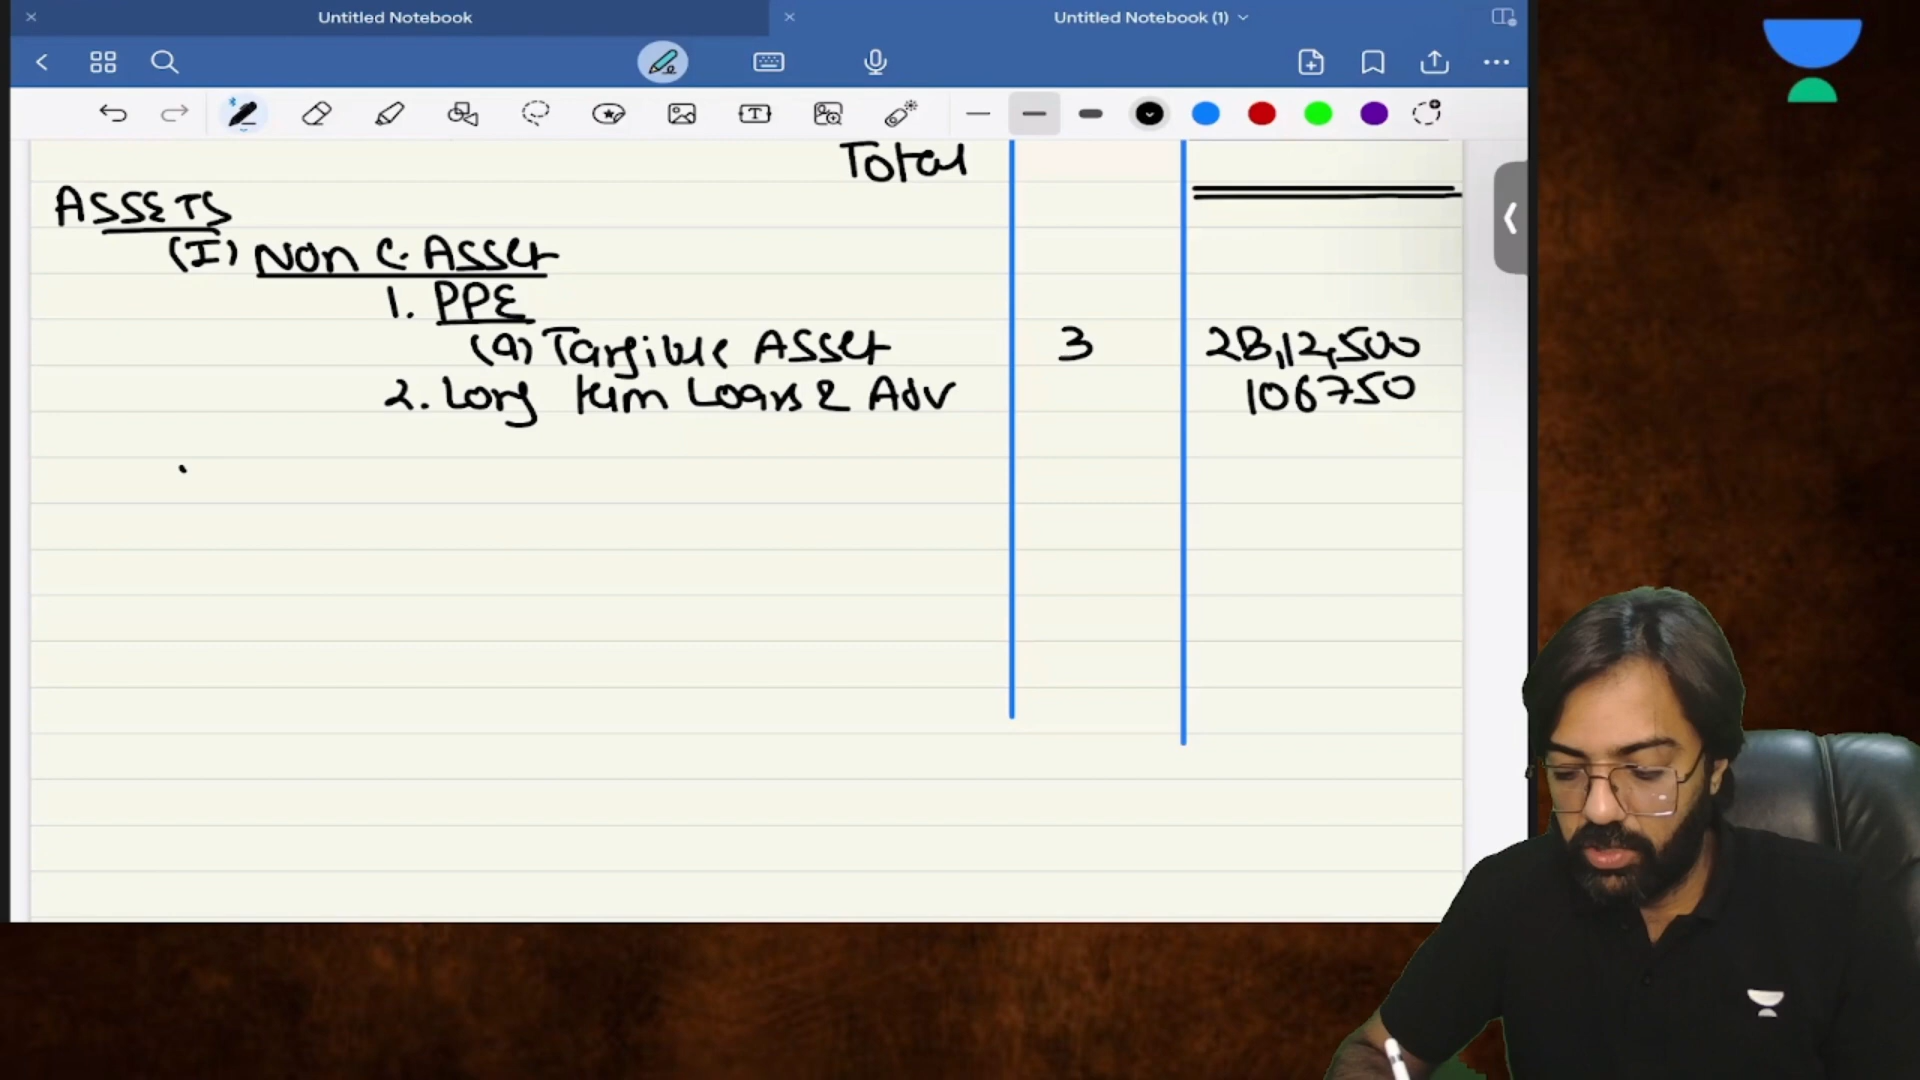 Untitled Notebook
Untitled Notebook (1)
Total
ASSETS
(I) Non C. Asset
1. PPE
(a) Tangible Asset 3 28,12,500
2. Long term Loans & Adv 106750